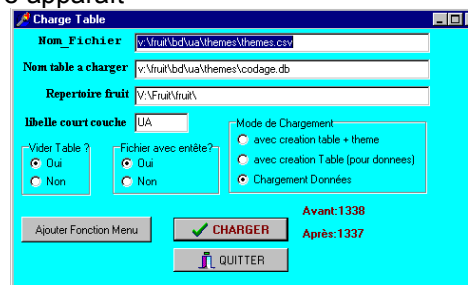 e apparaît
Charge Table
Nom_Fichier v:\fruit\bd\ua\themes\themes.csv
Nom table a charger v:\fruit\bd\ua\themes\codage.db
Repertoire fruit V:\Fruit\fruit\
libelle court couche UA
Vider Table ?
Oui
Non
Fichier avec entête?
Oui
Non
Mode de Chargement
avec creation table + theme
avec creation Table (pour donnees)
Chargement Données
Ajouter Fonction Menu
CHARGER
QUITTER
Avant:1338
Après:1337